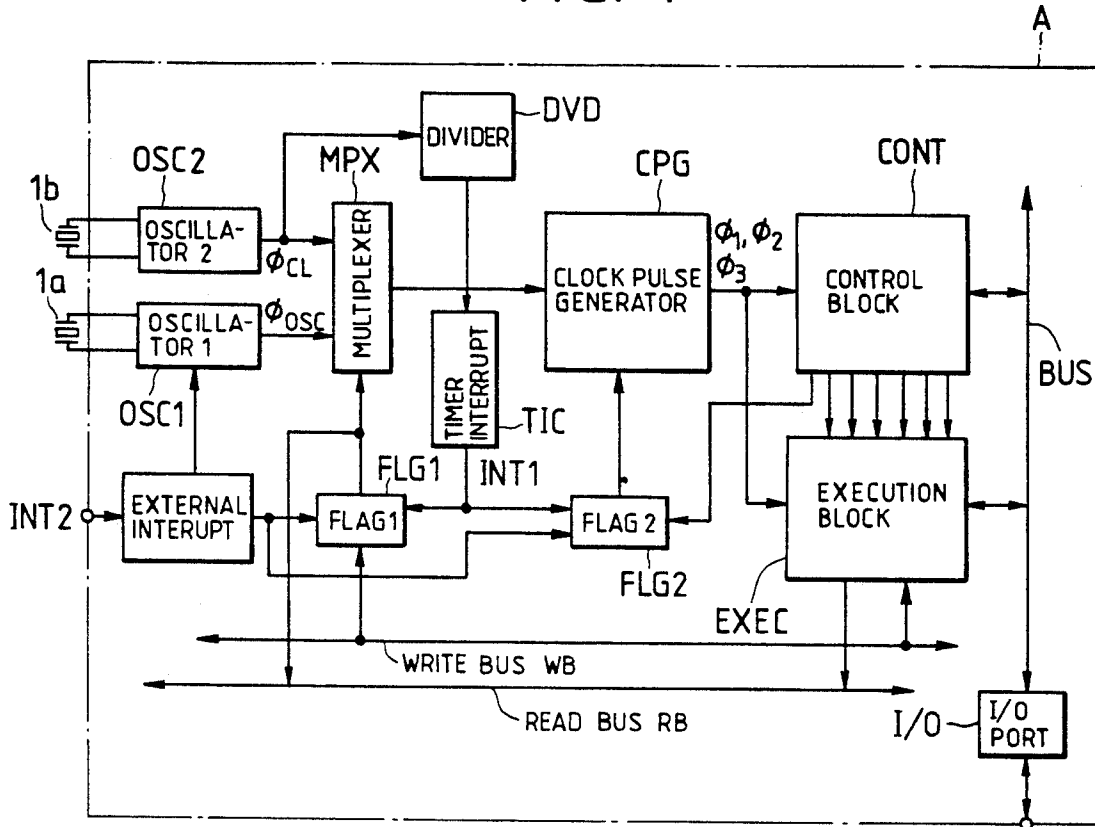 A
DVD
DIVIDER
OSC2
MPX
CPG
CONT
1b
OSCILLA-
TOR 2
ϕCL
MULTIPLEXER
CLOCK PULSE
GENERATOR
ϕ1, ϕ2
ϕ3
CONTROL
BLOCK
1a
OSCILLA-
TOR 1
ϕOSC
OSC1
TIMER
INTERRUPT
TIC
BUS
FLG1
INT1
INT2
EXTERNAL
INTERUPT
FLAG1
FLAG 2
FLG2
EXECUTION
BLOCK
EXEC
WRITE BUS WB
READ BUS RB
I/O
I/O
PORT